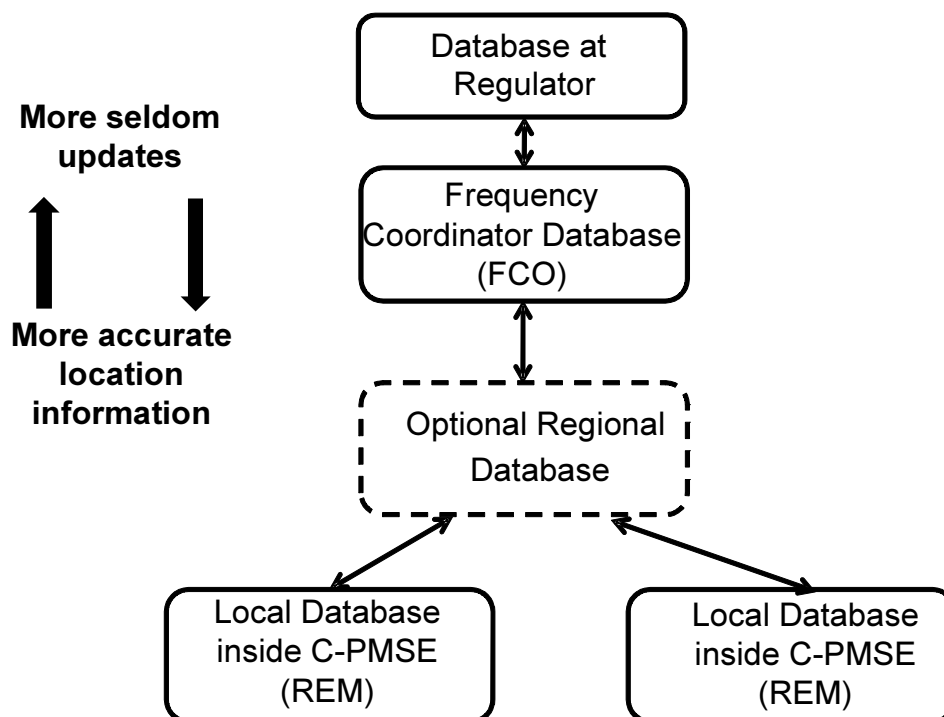 Database at
Regulator
More seldom
updates
Frequency
Coordinator Database
(FCO)
More accurate
location
information
Optional Regional
Database
Local Database
inside C-PMSE
(REM)
Local Database
inside C-PMSE
(REM)